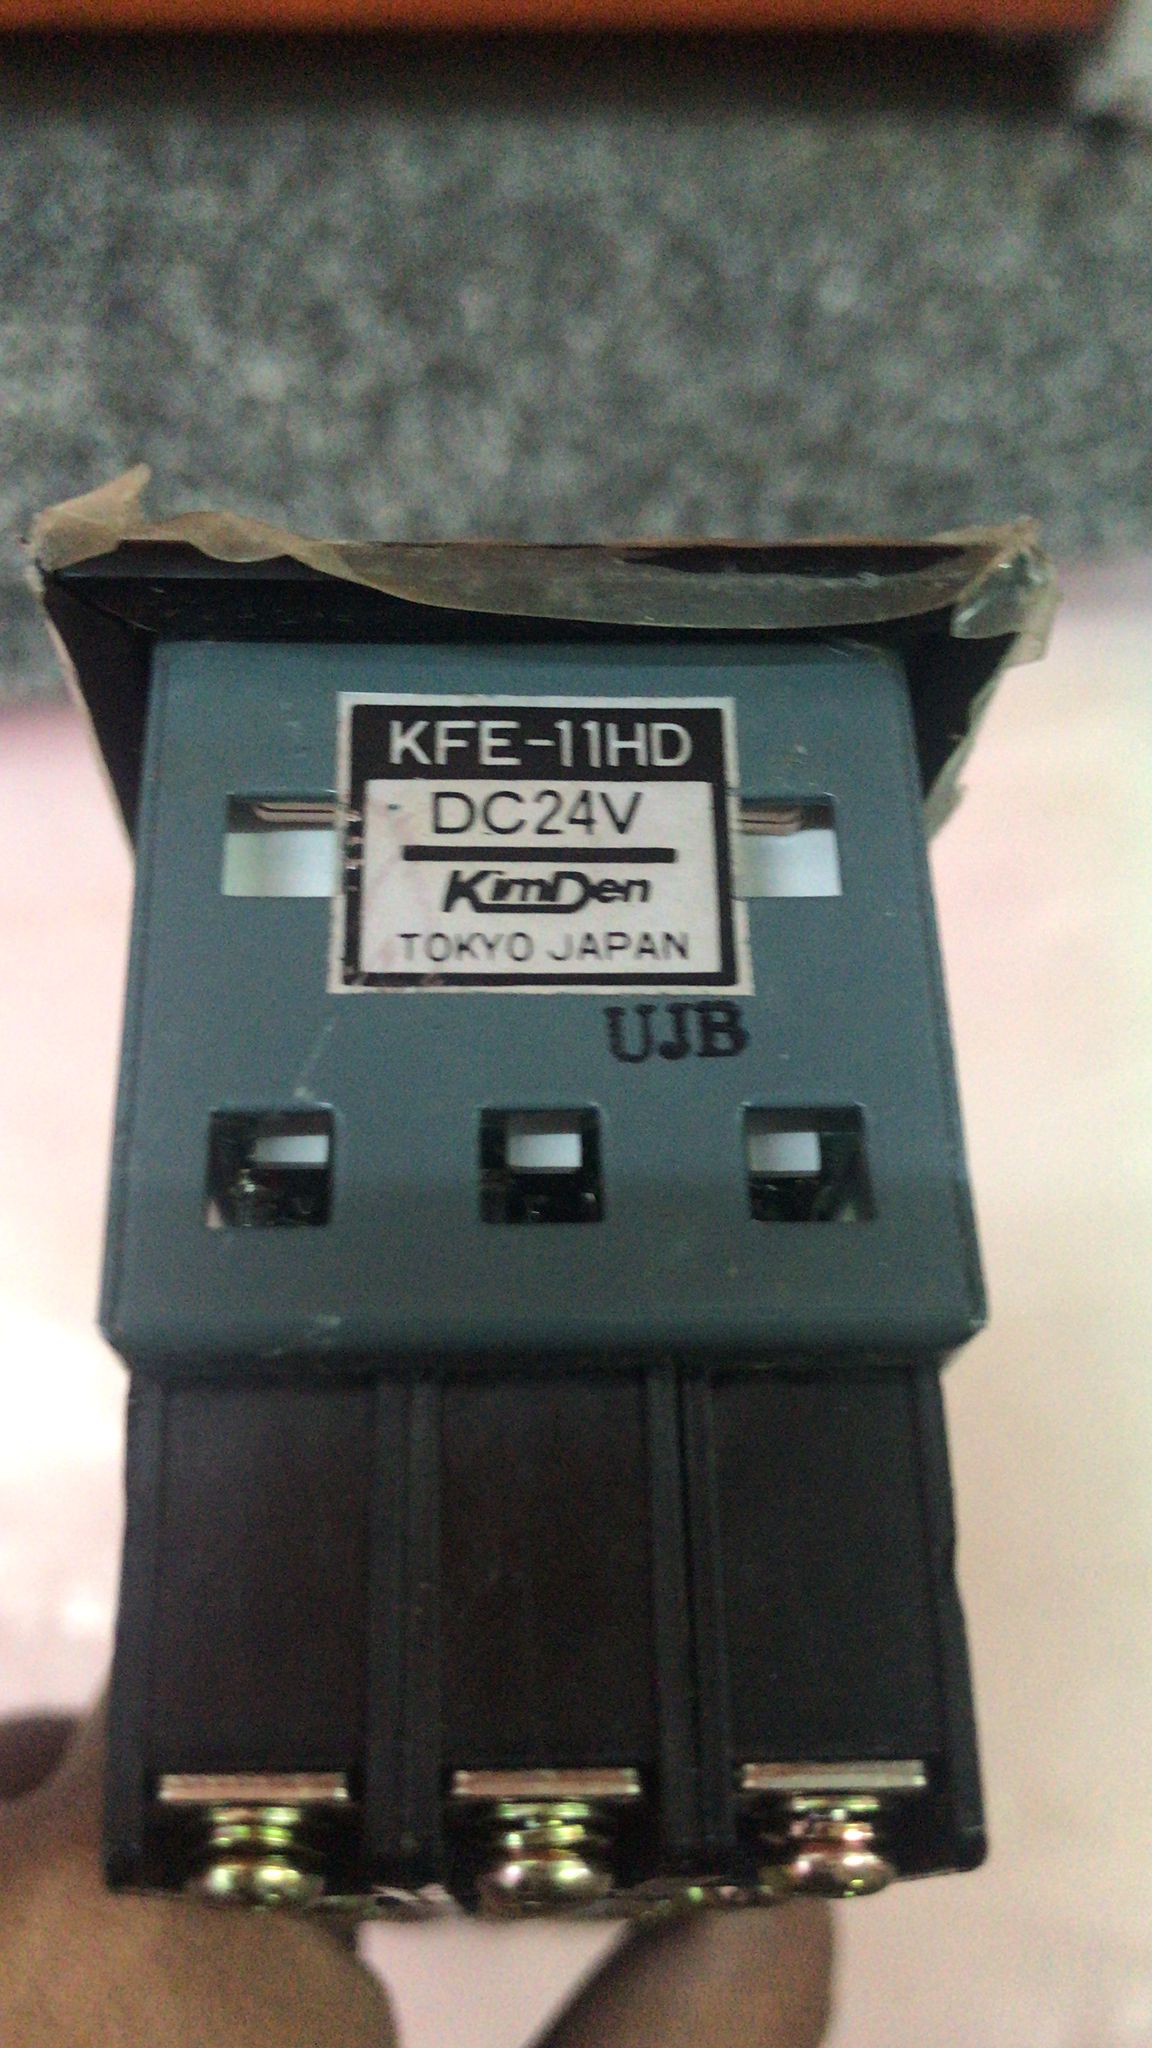 KFE-11HD
DC24V
KimDen
TOKYO JAPAN
UJB